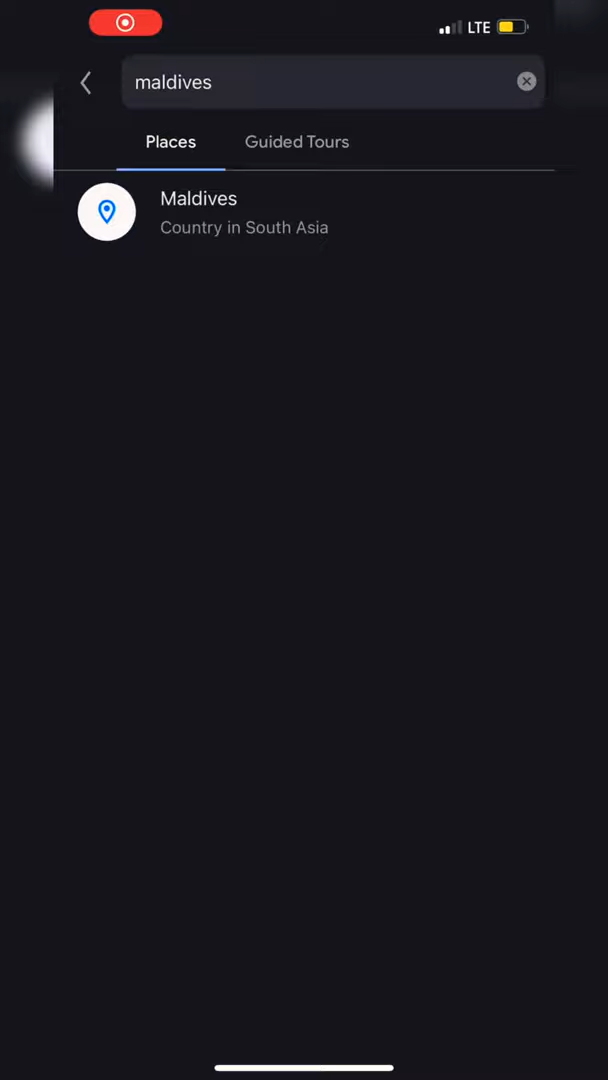 LTE
maldives
Places
Guided Tours
Maldives
Country in South Asia